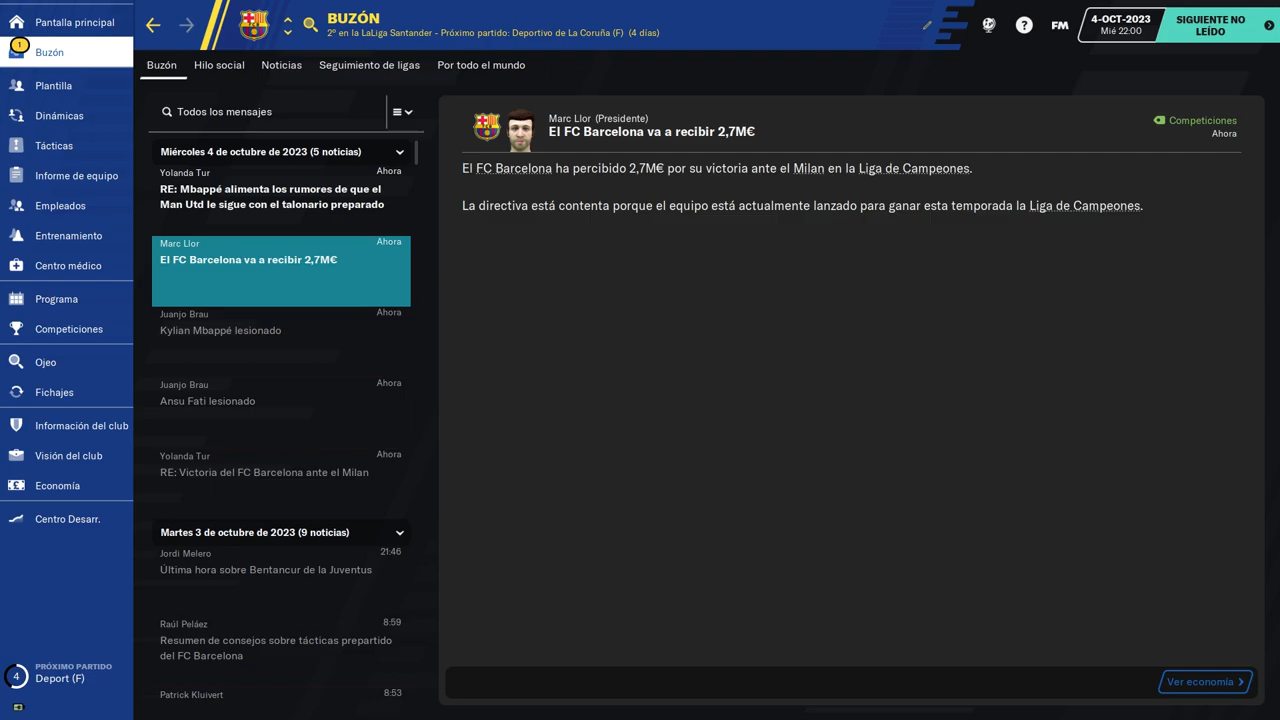 Pantalla principal
1
Buzón
Plantilla
Dinámicas
Tácticas
Informe de equipo
Empleados
Entrenamiento
Centro médico
Programa
Competiciones
Ojeo
Fichajes
Información del club
Visión del club
Economía
Centro Desarr.
PRÓXIMO PARTIDO
4
Deport (F)
BUZÓN
2º en la LaLiga Santander - Próximo partido: Deportivo de La Coruña (F) (4 días)
?
FM
4-OCT-2023
Mié 22:00
SIGUIENTE NO
LEÍDO
Buzón
Hilo social
Noticias
Seguimiento de ligas
Por todo el mundo
Todos los mensajes
Miércoles 4 de octubre de 2023 (5 noticias)
Yolanda Tur
Ahora
RE: Mbappé alimenta los rumores de que el
Man Utd le sigue con el talonario preparado
Marc Llor
Ahora
El FC Barcelona va a recibir 2,7M€
Juanjo Brau
Ahora
Kylian Mbappé lesionado
Juanjo Brau
Ahora
Ansu Fati lesionado
Yolanda Tur
Ahora
RE: Victoria del FC Barcelona ante el Milan
Martes 3 de octubre de 2023 (9 noticias)
Jordi Melero
21:46
Última hora sobre Bentancur de la Juventus
Raúl Peláez
8:59
Resumen de consejos sobre tácticas prepartido
del FC Barcelona
Patrick Kluivert
8:53
Marc Llor (Presidente)
El FC Barcelona va a recibir 2,7M€
Competiciones
Ahora
El FC Barcelona ha percibido 2,7M€ por su victoria ante el Milan en la Liga de Campeones.
La directiva está contenta porque el equipo está actualmente lanzado para ganar esta temporada la Liga de Campeones.
Ver economía